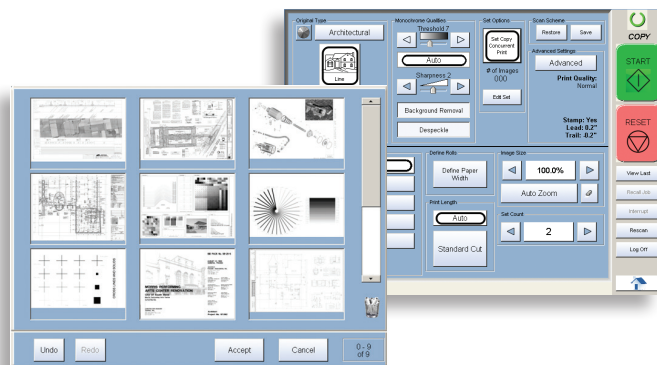 Original Type
Architectural
Line
Monochrome Qualities
Threshold 7
Auto
Sharpness 2
Background Removal
Despeckle
Set Options
Set Copy
Concurrent
Print
# of Images
000
Edit Set
Scan Scheme
Restore
Save
Advanced Settings
Advanced
Print Quality:
Normal
Stamp: Yes
Lead: 0.2"
Trail: .0.2"
COPY
START
RESET
View Last
Recall Job
Interrupt
Rescan
Log Off
Define Rolls
Define Paper
Width
Print Length
Auto
Standard Cut
Image Size
100.0%
Auto Zoom
Set Count
2
Undo
Redo
Accept
Cancel
0 - 9
of 9